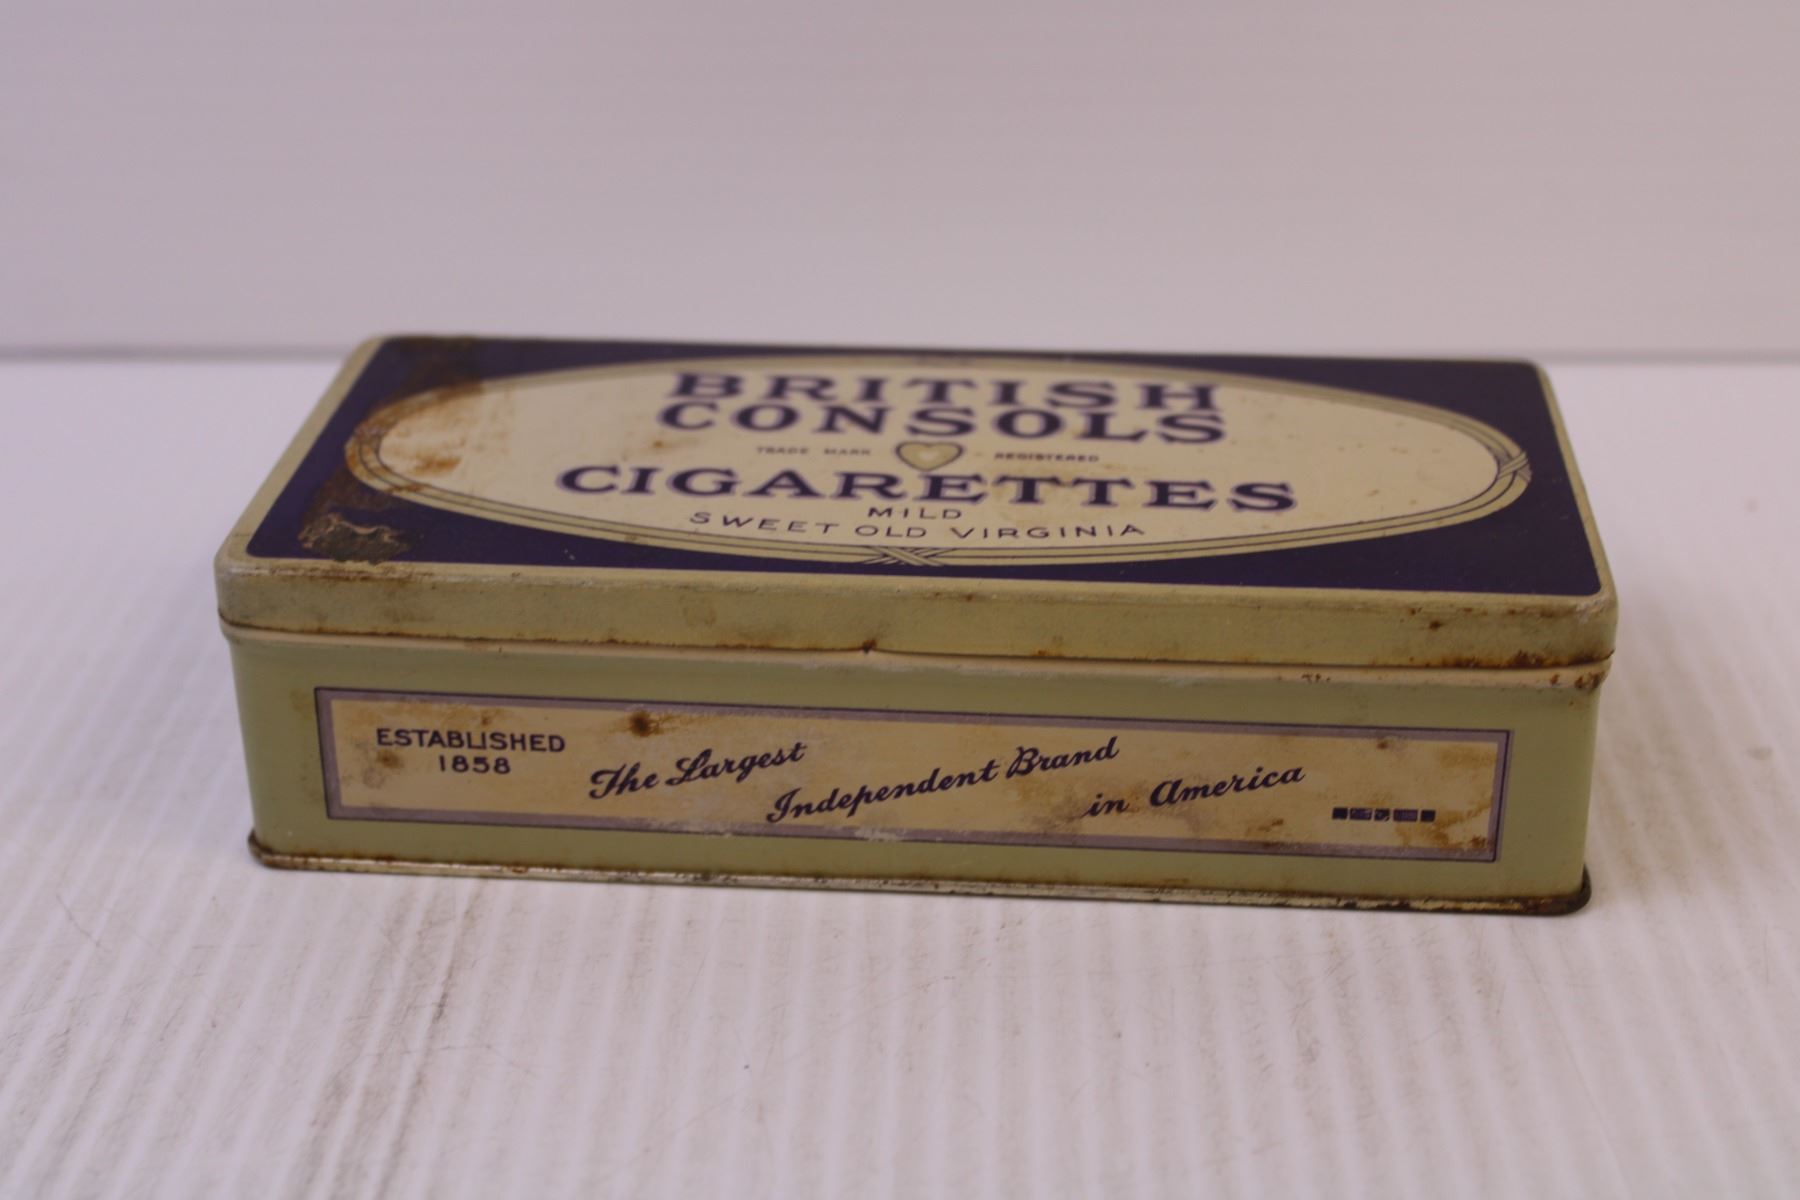 BRITISH
CONSOLS
TRADE MARK REGISTERED
CIGARETTES
MILD
SWEET OLD VIRGINIA
ESTABLISHED
1858
The Largest
Independent Brand
in America